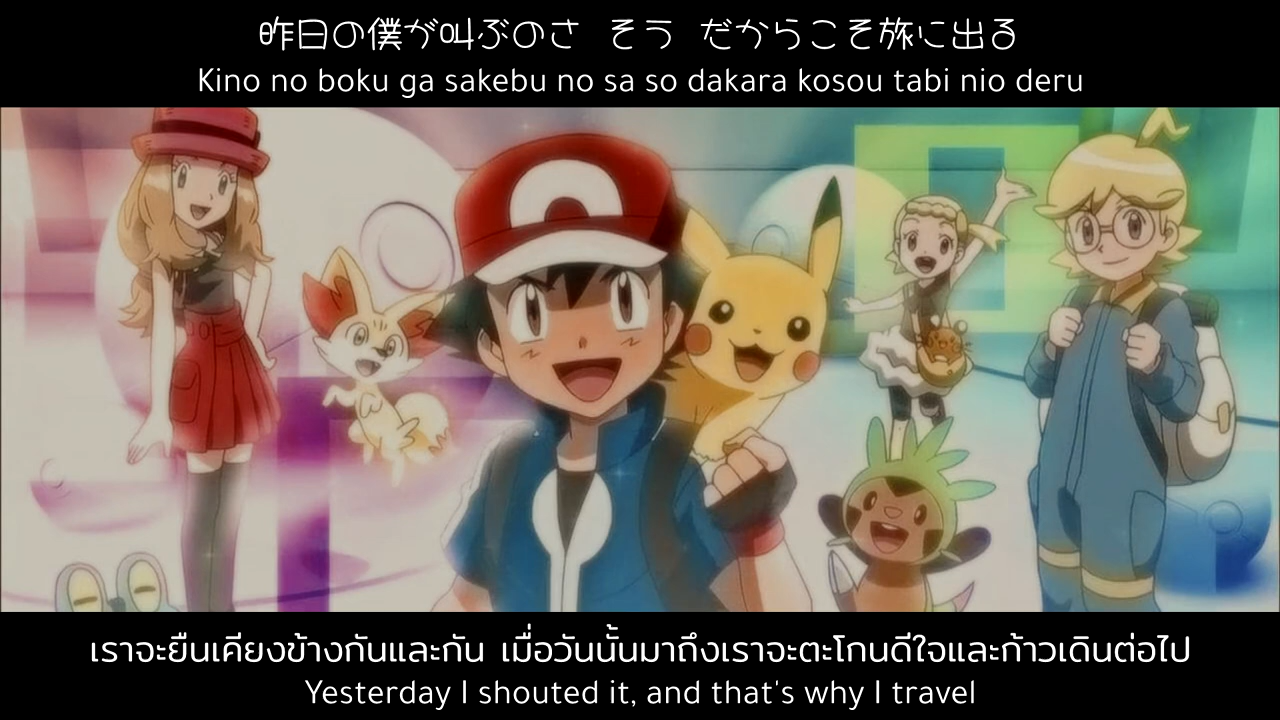 昨日の僕が叫ぶのさ そう だからこそ旅に出る
Kino no boku ga sakebu no sa so dakara kosou tabi nio deru
เราจะยืนเคียงข้างกันและกัน เมื่อวันนั้นมาถึงเราจะตะโกนดีใจและก้าวเดินต่อไป
Yesterday I shouted it, and that's why I travel